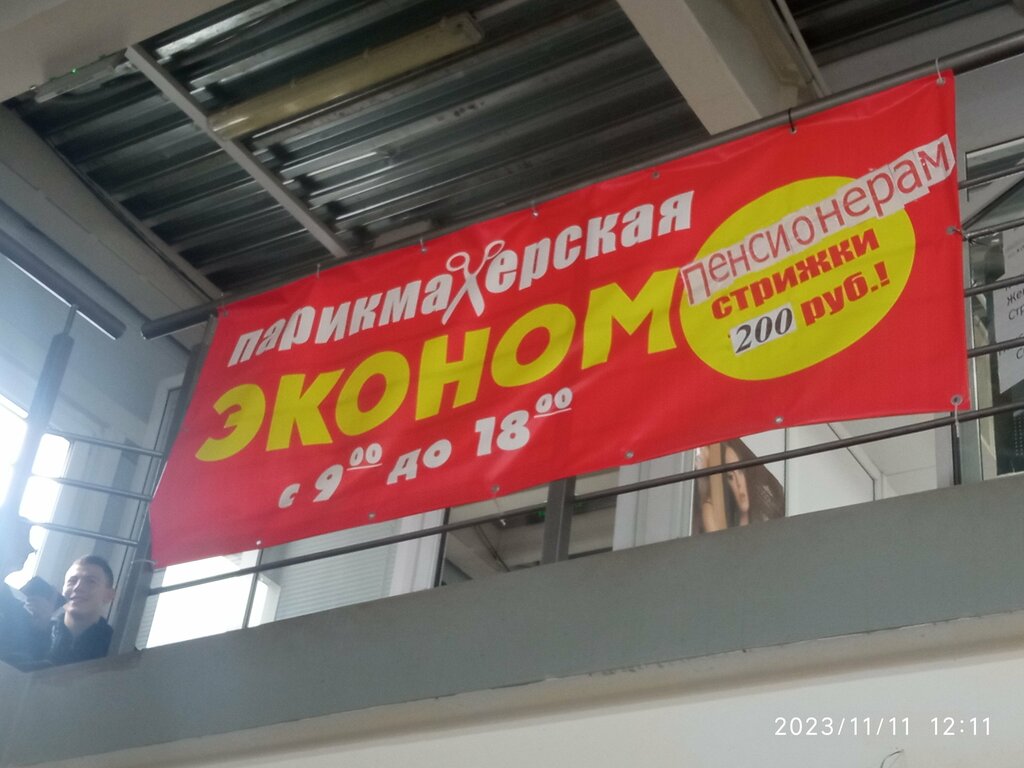 парикмахерская
ЭКОНОМ
с 9⁰⁰ до 18⁰⁰
пенсионерам
стрижки
200 руб.!
2023/11/11 12:11